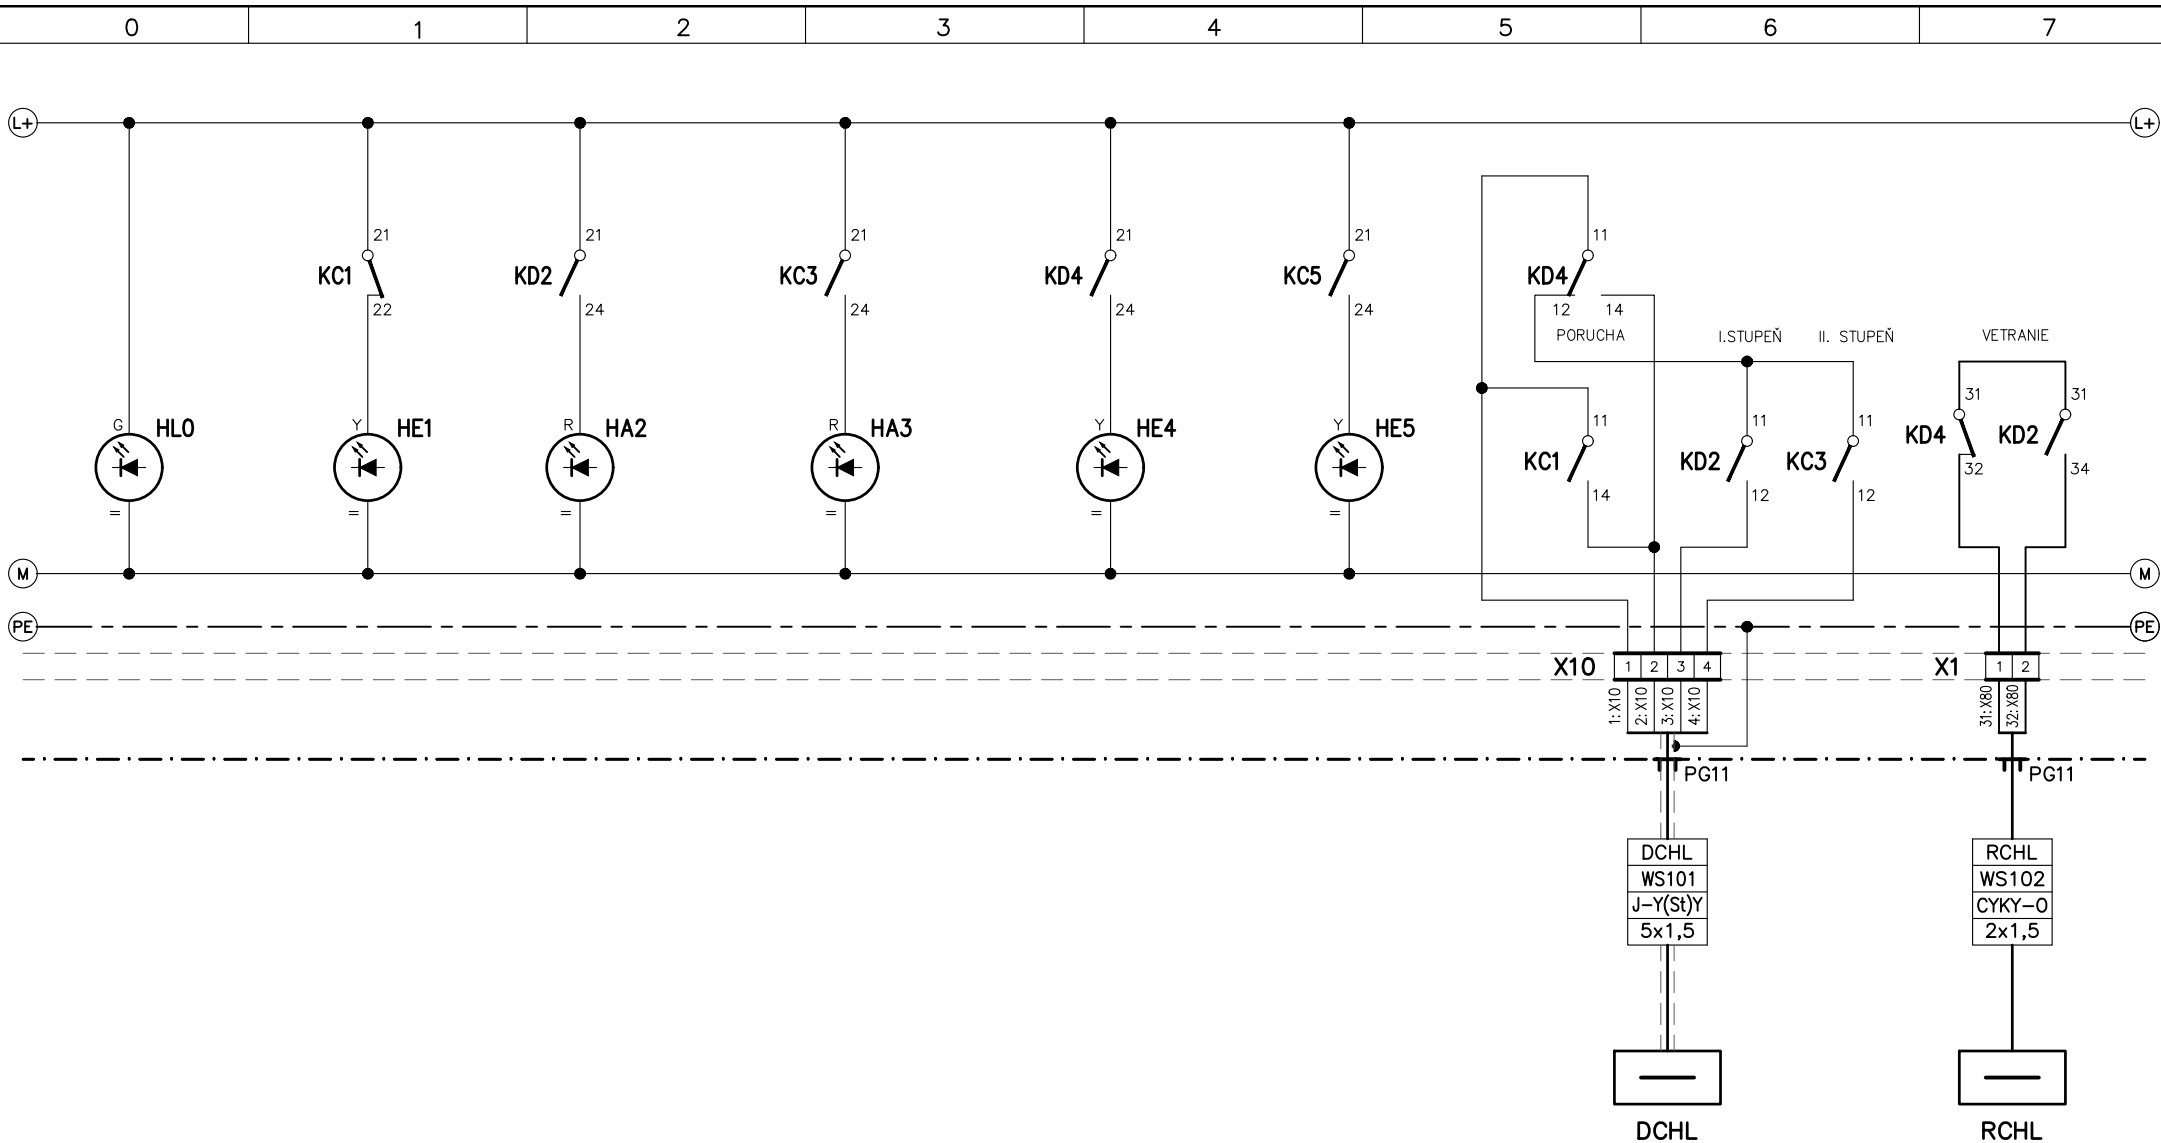 0 1 2 3 4 5 6 7
L+ L+
21 21 21 21 21 11
KC1 KD2 KC3 KD4 KC5 KD4
22 24 24 24 24 12 14
PORUCHA I.STUPEŇ II. STUPEŇ VETRANIE
31 31
G HL0 Y HE1 R HA2 R HA3 Y HE4 Y HE5 11 11 11 KD4 KD2
KC1 KD2 KC3
32 34
14 12 12
= = = = = =
M M
PE PE
X10 1 2 3 4 X1 1 2
1:X10 2:X10 3:X10 4:X10 31:X80 32:X80
PG11 PG11
DCHL RCHL
WS101 WS102
J-Y(St)Y CYKY-O
5x1,5 2x1,5
DCHL RCHL